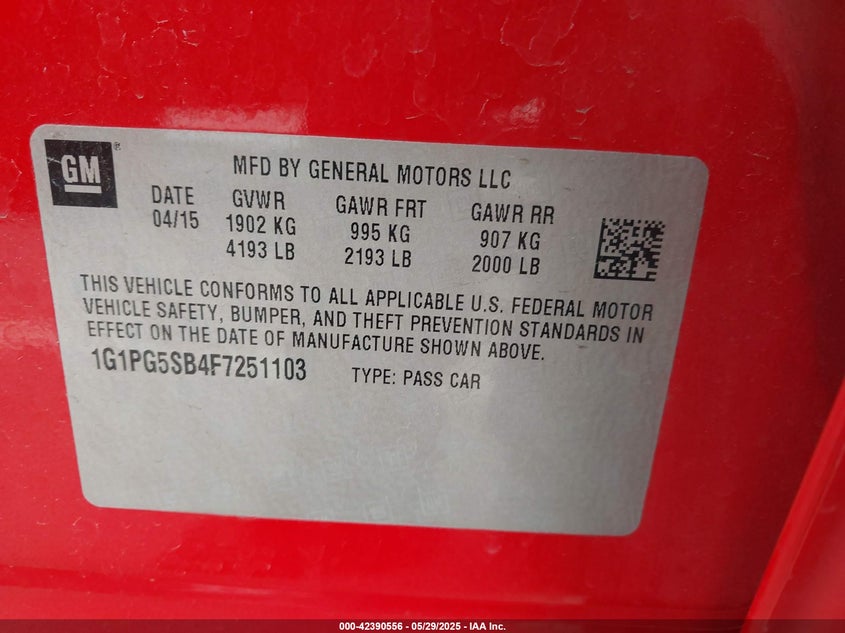 GM®
MFD BY GENERAL MOTORS LLC
DATE GVWR GAWR FRT GAWR RR
04/15 1902 KG 995 KG 907 KG
4193 LB 2193 LB 2000 LB
THIS VEHICLE CONFORMS TO ALL APPLICABLE U.S. FEDERAL MOTOR
VEHICLE SAFETY, BUMPER, AND THEFT PREVENTION STANDARDS IN
EFFECT ON THE DATE OF MANUFACTURE SHOWN ABOVE.
1G1PG5SB4F7251103 TYPE: PASS CAR
000-42390556 - 05/29/2025 - IAA Inc.